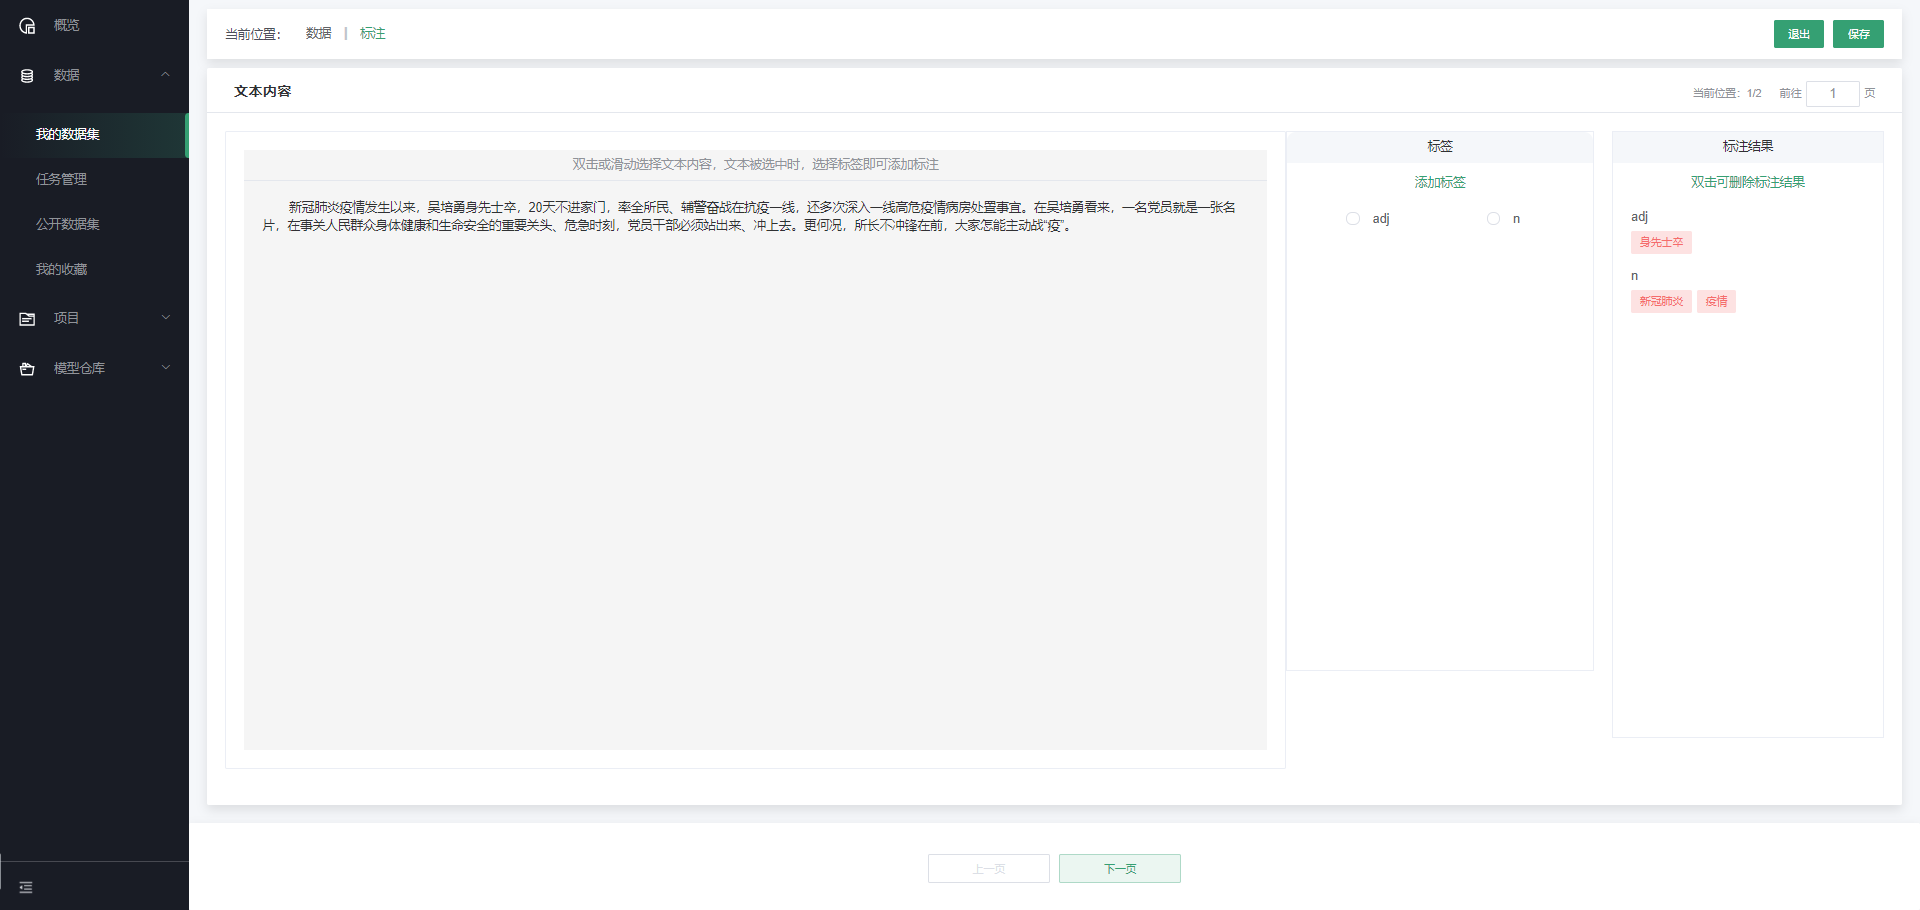 概览
数据
我的数据集
任务管理
公开数据集
我的收藏
项目
模型仓库
当前位置： 数据 | 标注
退出 保存
文本内容
当前位置：1/2 前往 1 页
双击或滑动选择文本内容，文本被选中时，选择标签即可添加标注
新冠肺炎疫情发生以来，吴培勇身先士卒，20天不进家门，率全所民、辅警奋战在抗疫一线，还多次深入一线高危疫情病房处置事宜。在吴培勇看来，一名党员就是一张名
片，在事关人民群众身体健康和生命安全的重要关头、危急时刻，党员干部必须站出来、冲上去。更何况，所长不冲锋在前，大家怎能主动战“疫”。
标签
添加标签
adj n
标注结果
双击可删除标注结果
adj
身先士卒
n
新冠肺炎 疫情
上一页 下一页